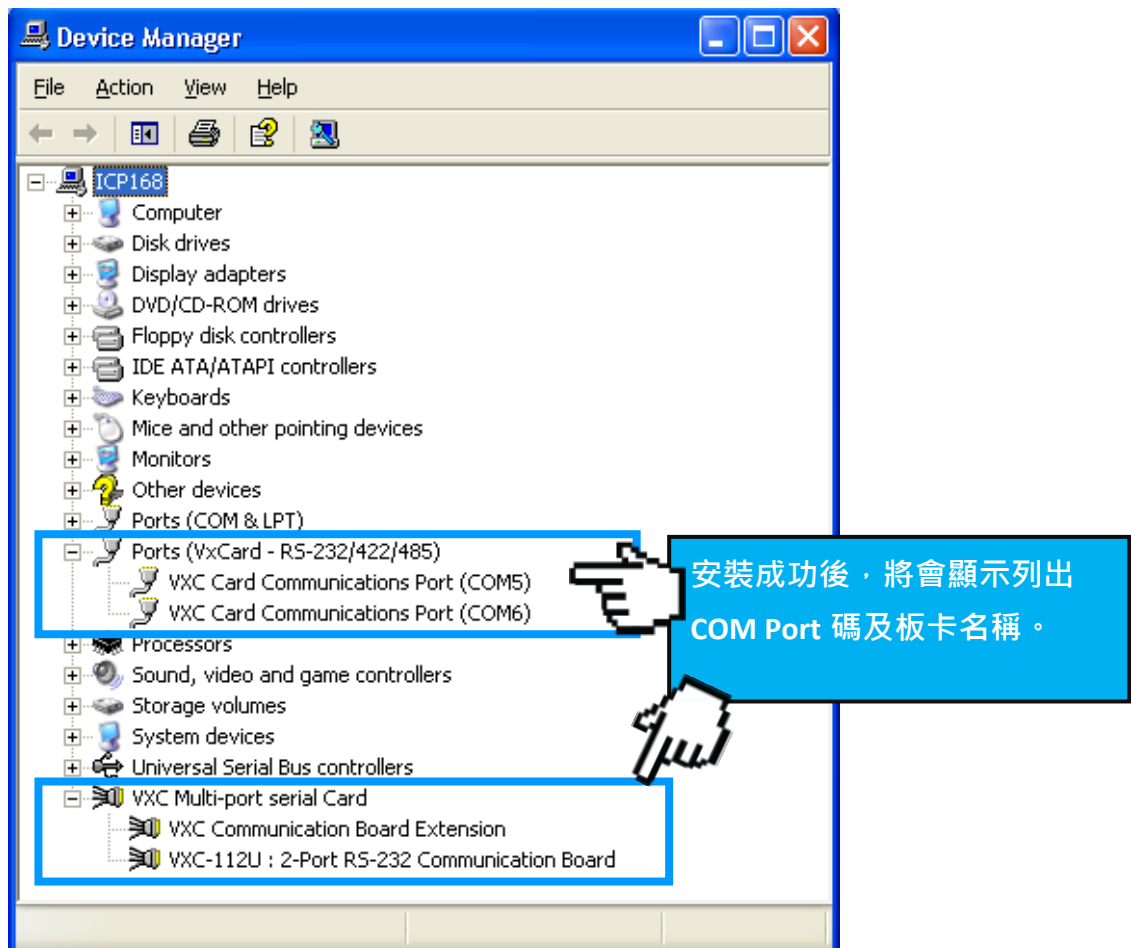 Device Manager
File Action View Help
ICP168
Computer
Disk drives
Display adapters
DVD/CD-ROM drives
Floppy disk controllers
IDE ATA/ATAPI controllers
Keyboards
Mice and other pointing devices
Monitors
Other devices
Ports (COM & LPT)
Ports (VxCard - RS-232/422/485)
VXC Card Communications Port (COM5)
VXC Card Communications Port (COM6)
安裝成功後，將會顯示列出
COM Port 碼及板卡名稱。
Processors
Sound, video and game controllers
Storage volumes
System devices
Universal Serial Bus controllers
VXC Multi-port serial Card
VXC Communication Board Extension
VXC-112U : 2-Port RS-232 Communication Board